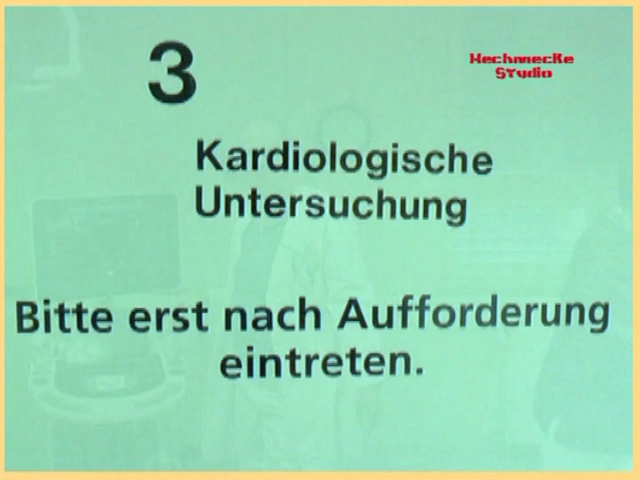 3
Hechmecke
Studio
Kardiologische
Untersuchung
Bitte erst nach Aufforderung
eintreten.